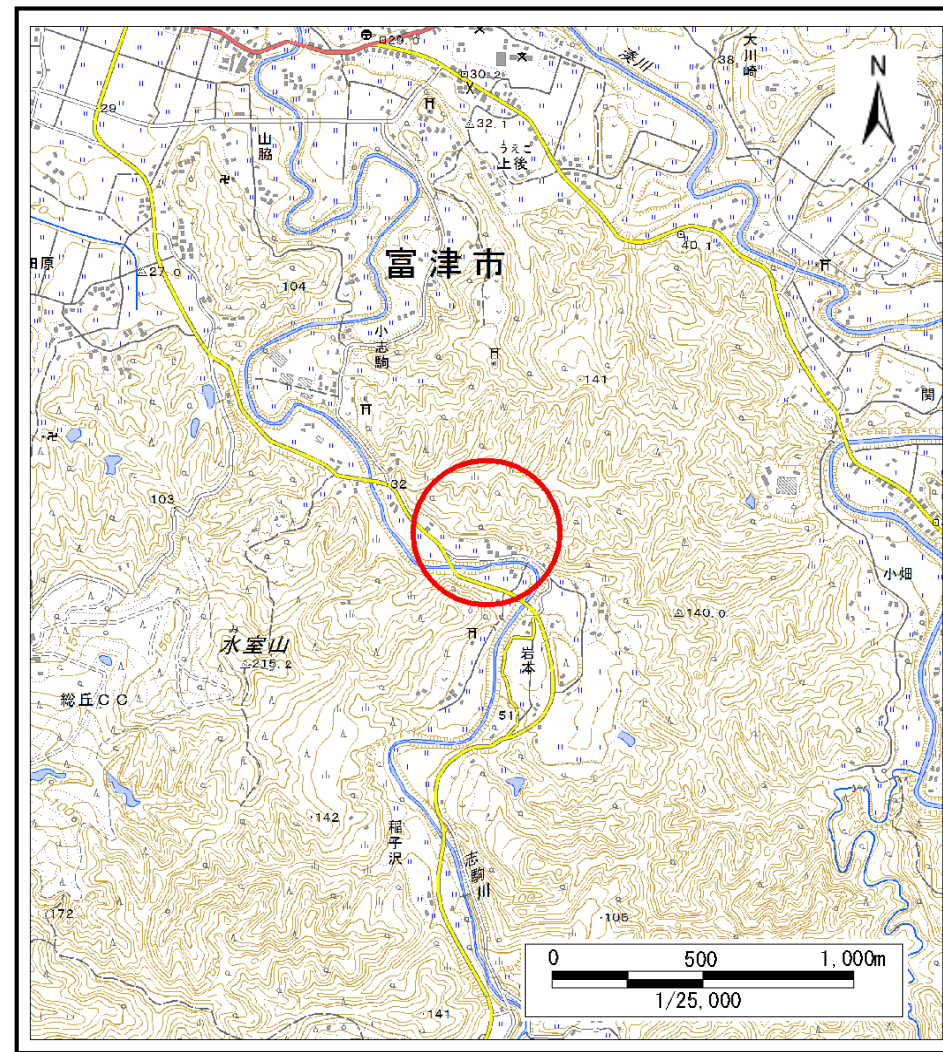 29.0
大川崎
湊川
38
N
30.2
29
32.1
山脇
うえご
上後
富津市
40.1
田原
27.0
104
小志駒
141
関
32
103
小畑
み
水室山
215.2
140.0
岩本
総丘CC
51
142
稲子沢
志駒川
172
105
141
0 500 1,000m
1/25,000